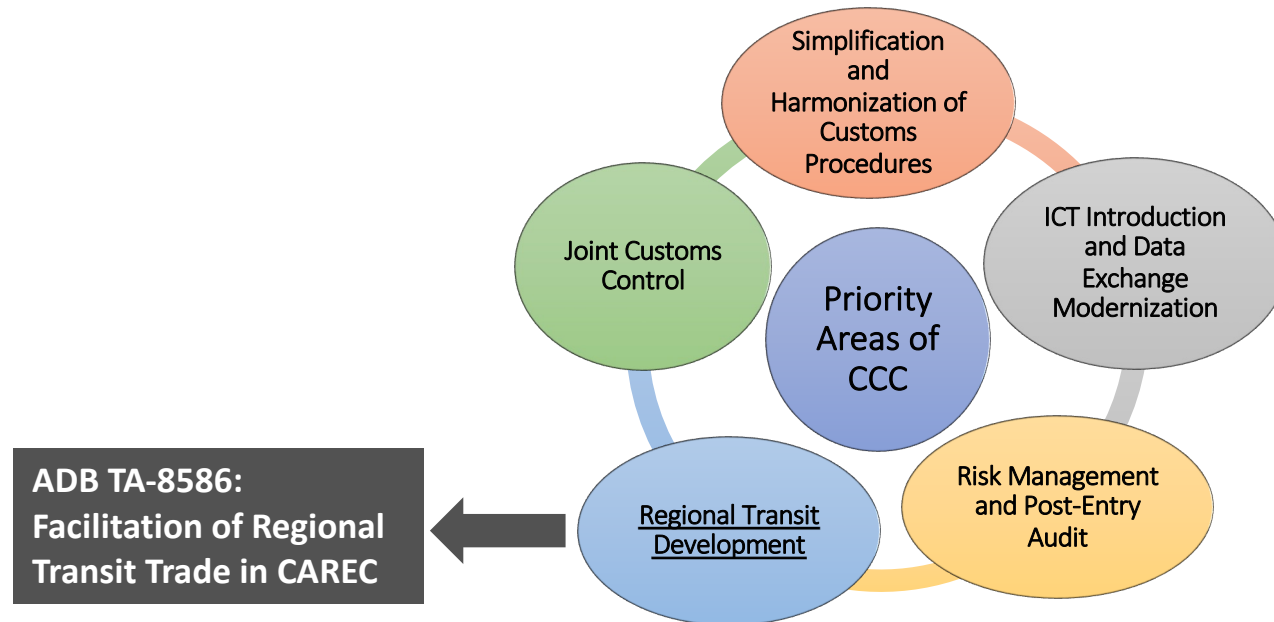 Simplification
and
Harmonization of
Customs
Procedures
ICT Introduction
and Data
Exchange
Modernization
Joint Customs
Control
Priority
Areas of
CCC
Risk Management
and Post-Entry
Audit
Regional Transit
Development
ADB TA-8586:
Facilitation of Regional
Transit Trade in CAREC